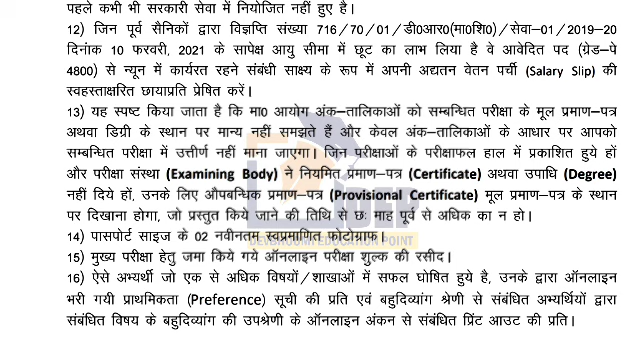 पहले कभी भी सरकारी सेवा में नियोजित नहीं हुए है।
12) जिन पूर्व सैनिकों द्वारा विज्ञप्ति संख्या 716/70/01/डी0आर0(मा0शि0)/सेवा–01/2019-20
दिनांक 10 फरवरी, 2021 के सापेक्ष आयु सीमा में छूट का लाभ लिया है वे आवेदित पद (ग्रेड–पे
4800) से न्यून में कार्यरत रहने संबंधी साक्ष्य के रूप में अपनी अद्यतन वेतन पर्ची (Salary Slip) की
स्वहस्ताक्षरित छायाप्रति प्रेषित करें।
13) यह स्पष्ट किया जाता है कि मा0 आयोग अंक–तालिकाओं को सम्बन्धित परीक्षा के मूल प्रमाण–पत्र
अथवा डिग्री के स्थान पर मान्य नहीं समझते हैं और केवल अंक–तालिकाओं के आधार पर आपको
सम्बन्धित परीक्षा में उत्तीर्ण नहीं माना जाएगा। जिन परीक्षाओं के परीक्षाफल हाल में प्रकाशित हुये हों
और परीक्षा संस्था (Examining Body) ने नियमित प्रमाण–पत्र (Certificate) अथवा उपाधि (Degree)
नहीं दिये हों, उनके लिए औपबन्धिक प्रमाण–पत्र (Provisional Certificate) मूल प्रमाण–पत्र के स्थान
पर दिखाना होगा, जो प्रस्तुत किये जाने की तिथि से छः माह पूर्व से अधिक का न हो।
14) पासपोर्ट साइज के 02 नवीनतम स्वप्रमाणित फोटोग्राफ।
DEVBHOOMI EDUCATION POINT
15) मुख्य परीक्षा हेतु जमा किये गये ऑनलाइन परीक्षा शुल्क की रसीद।
16) ऐसे अभ्यर्थी जो एक से अधिक विषयों/शाखाओं में सफल घोषित हुये है, उनके द्वारा ऑनलाइन
भरी गयी प्राथमिकता (Preference) सूची की प्रति एवं बहुदिव्यांग श्रेणी से संबंधित अभ्यर्थियों द्वारा
संबंधित विषय के बहुदिव्यांग की उपश्रेणी के ऑनलाइन अंकन से संबंधित प्रिंट आउट की प्रति।